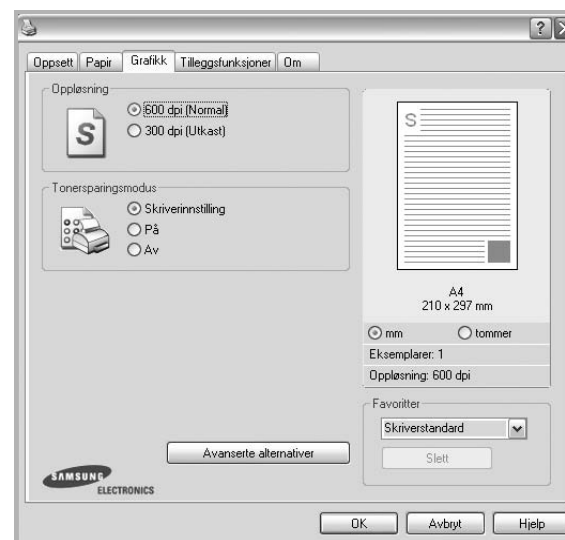 Oppsett Papir Grafikk Tilleggsfunksjoner Om
Oppløsning
600 dpi (Normal)
300 dpi (Utkast)
S
Tonersparingsmodus
Skriverinnstilling
På
Av
S
A4
210 x 297 mm
mm tommer
Eksemplarer: 1
Oppløsning: 600 dpi
Favoritter
Skriverstandard
Slett
Avanserte alternativer
SAMSUNG
ELECTRONICS
OK Avbryt Hjelp